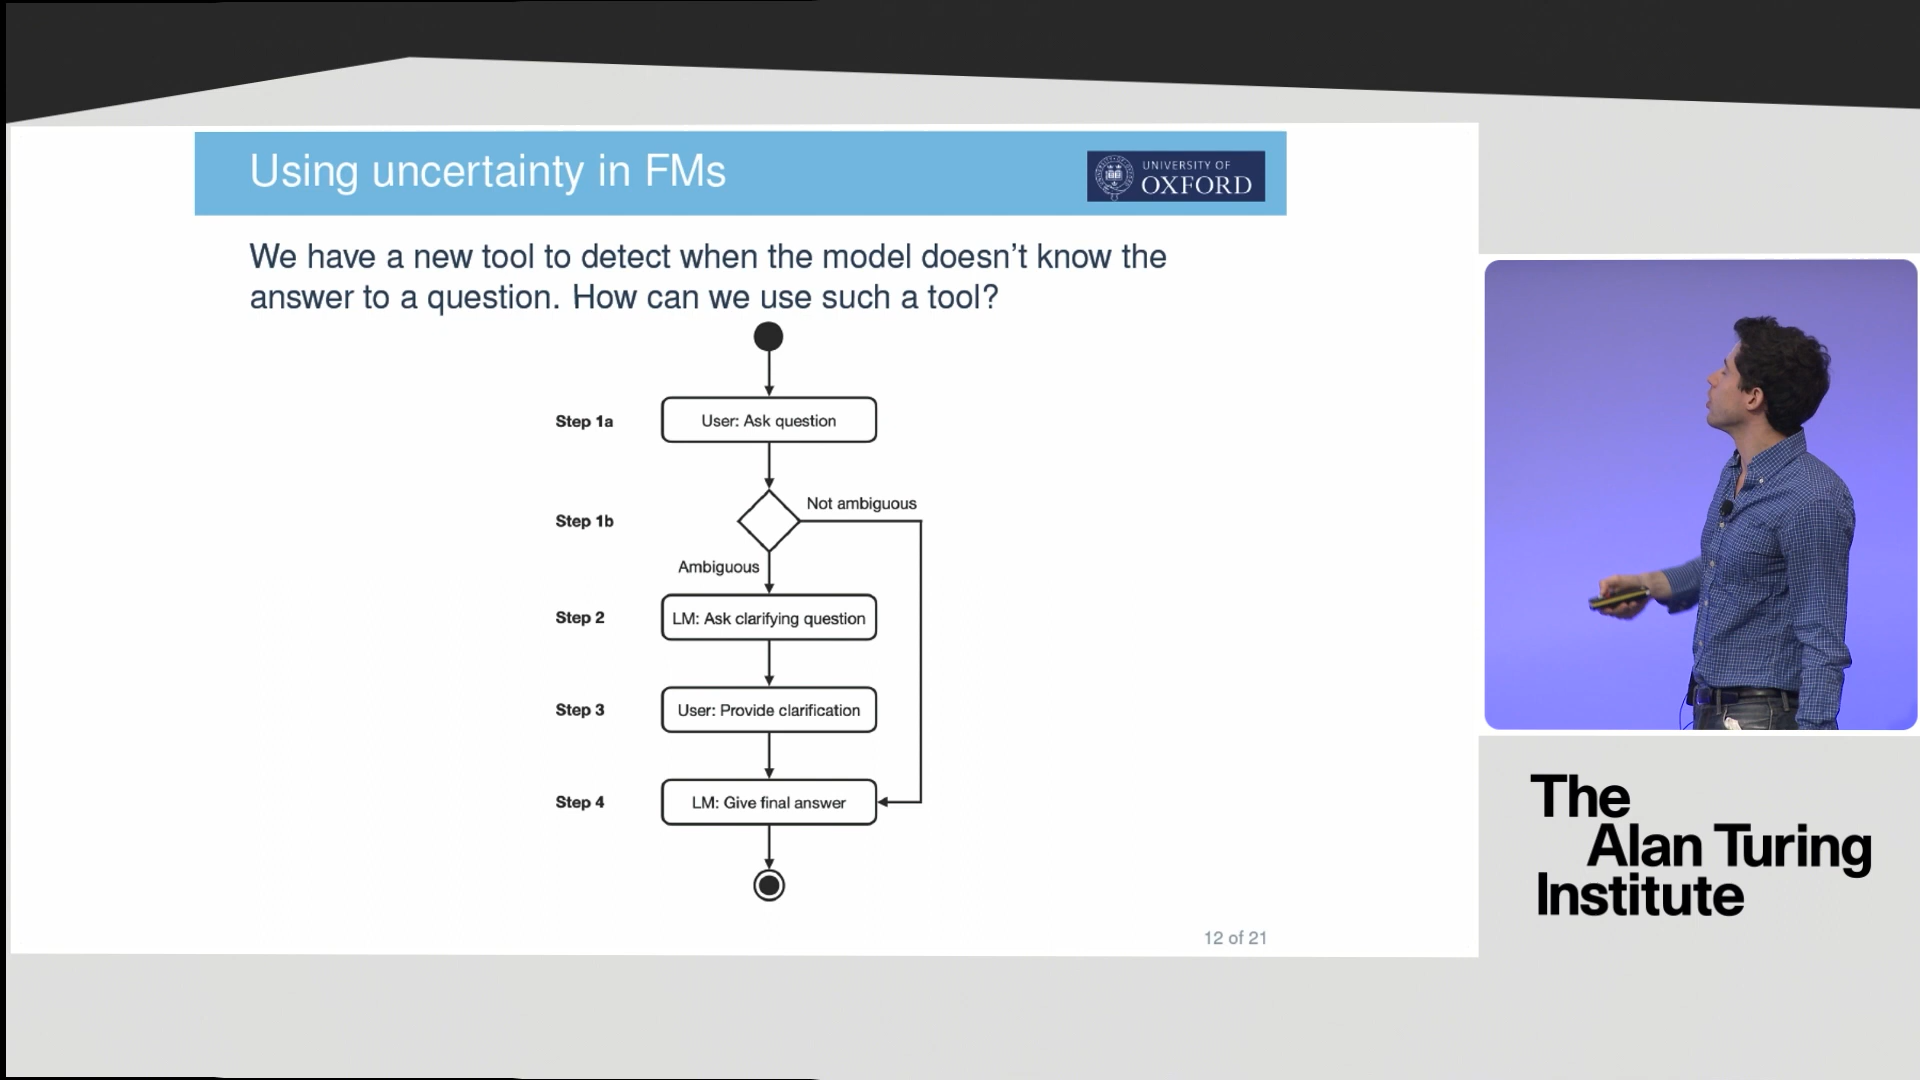 Using uncertainty in FMs
UNIVERSITY OF
OXFORD
We have a new tool to detect when the model doesn't know the
answer to a question. How can we use such a tool?
Step 1a
User: Ask question
Not ambiguous
Step 1b
Ambiguous
Step 2
LM: Ask clarifying question
Step 3
User: Provide clarification
Step 4
LM: Give final answer
12 of 21
The
Alan Turing
Institute